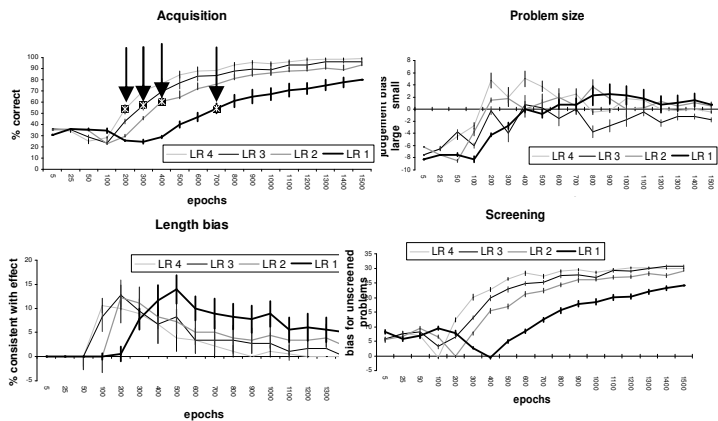 Acquisition
% correct
100
90
80
70
60
50
40
30
20
10
0
LR 4 LR 3 LR 2 LR 1
5 25 50 100 200 300 400 500 600 700 800 900 1000 1100 1200 1300 1400 1500
epochs
Problem size
judgement bias
large small
8
6
4
2
0
-2
-4
-6
-8
-10
LR 4 LR 3 LR 2 LR 1
5 25 50 100 200 300 400 500 600 700 800 900 1000 1100 1200 1300 1400 1500
Length bias
% consistent with effect
20
15
10
5
0
-5
LR 4 LR 3 LR 2 LR 1
5 25 50 100 200 300 400 500 600 700 800 900 1000 1100 1200 1300
epochs
Screening
bias for unscreened
problems
35
30
25
20
15
10
5
0
-5
LR 4 LR 3 LR 2 LR 1
5 25 50 100 200 300 400 500 600 700 800 900 1000 1100 1200 1300 1400 1500
epochs